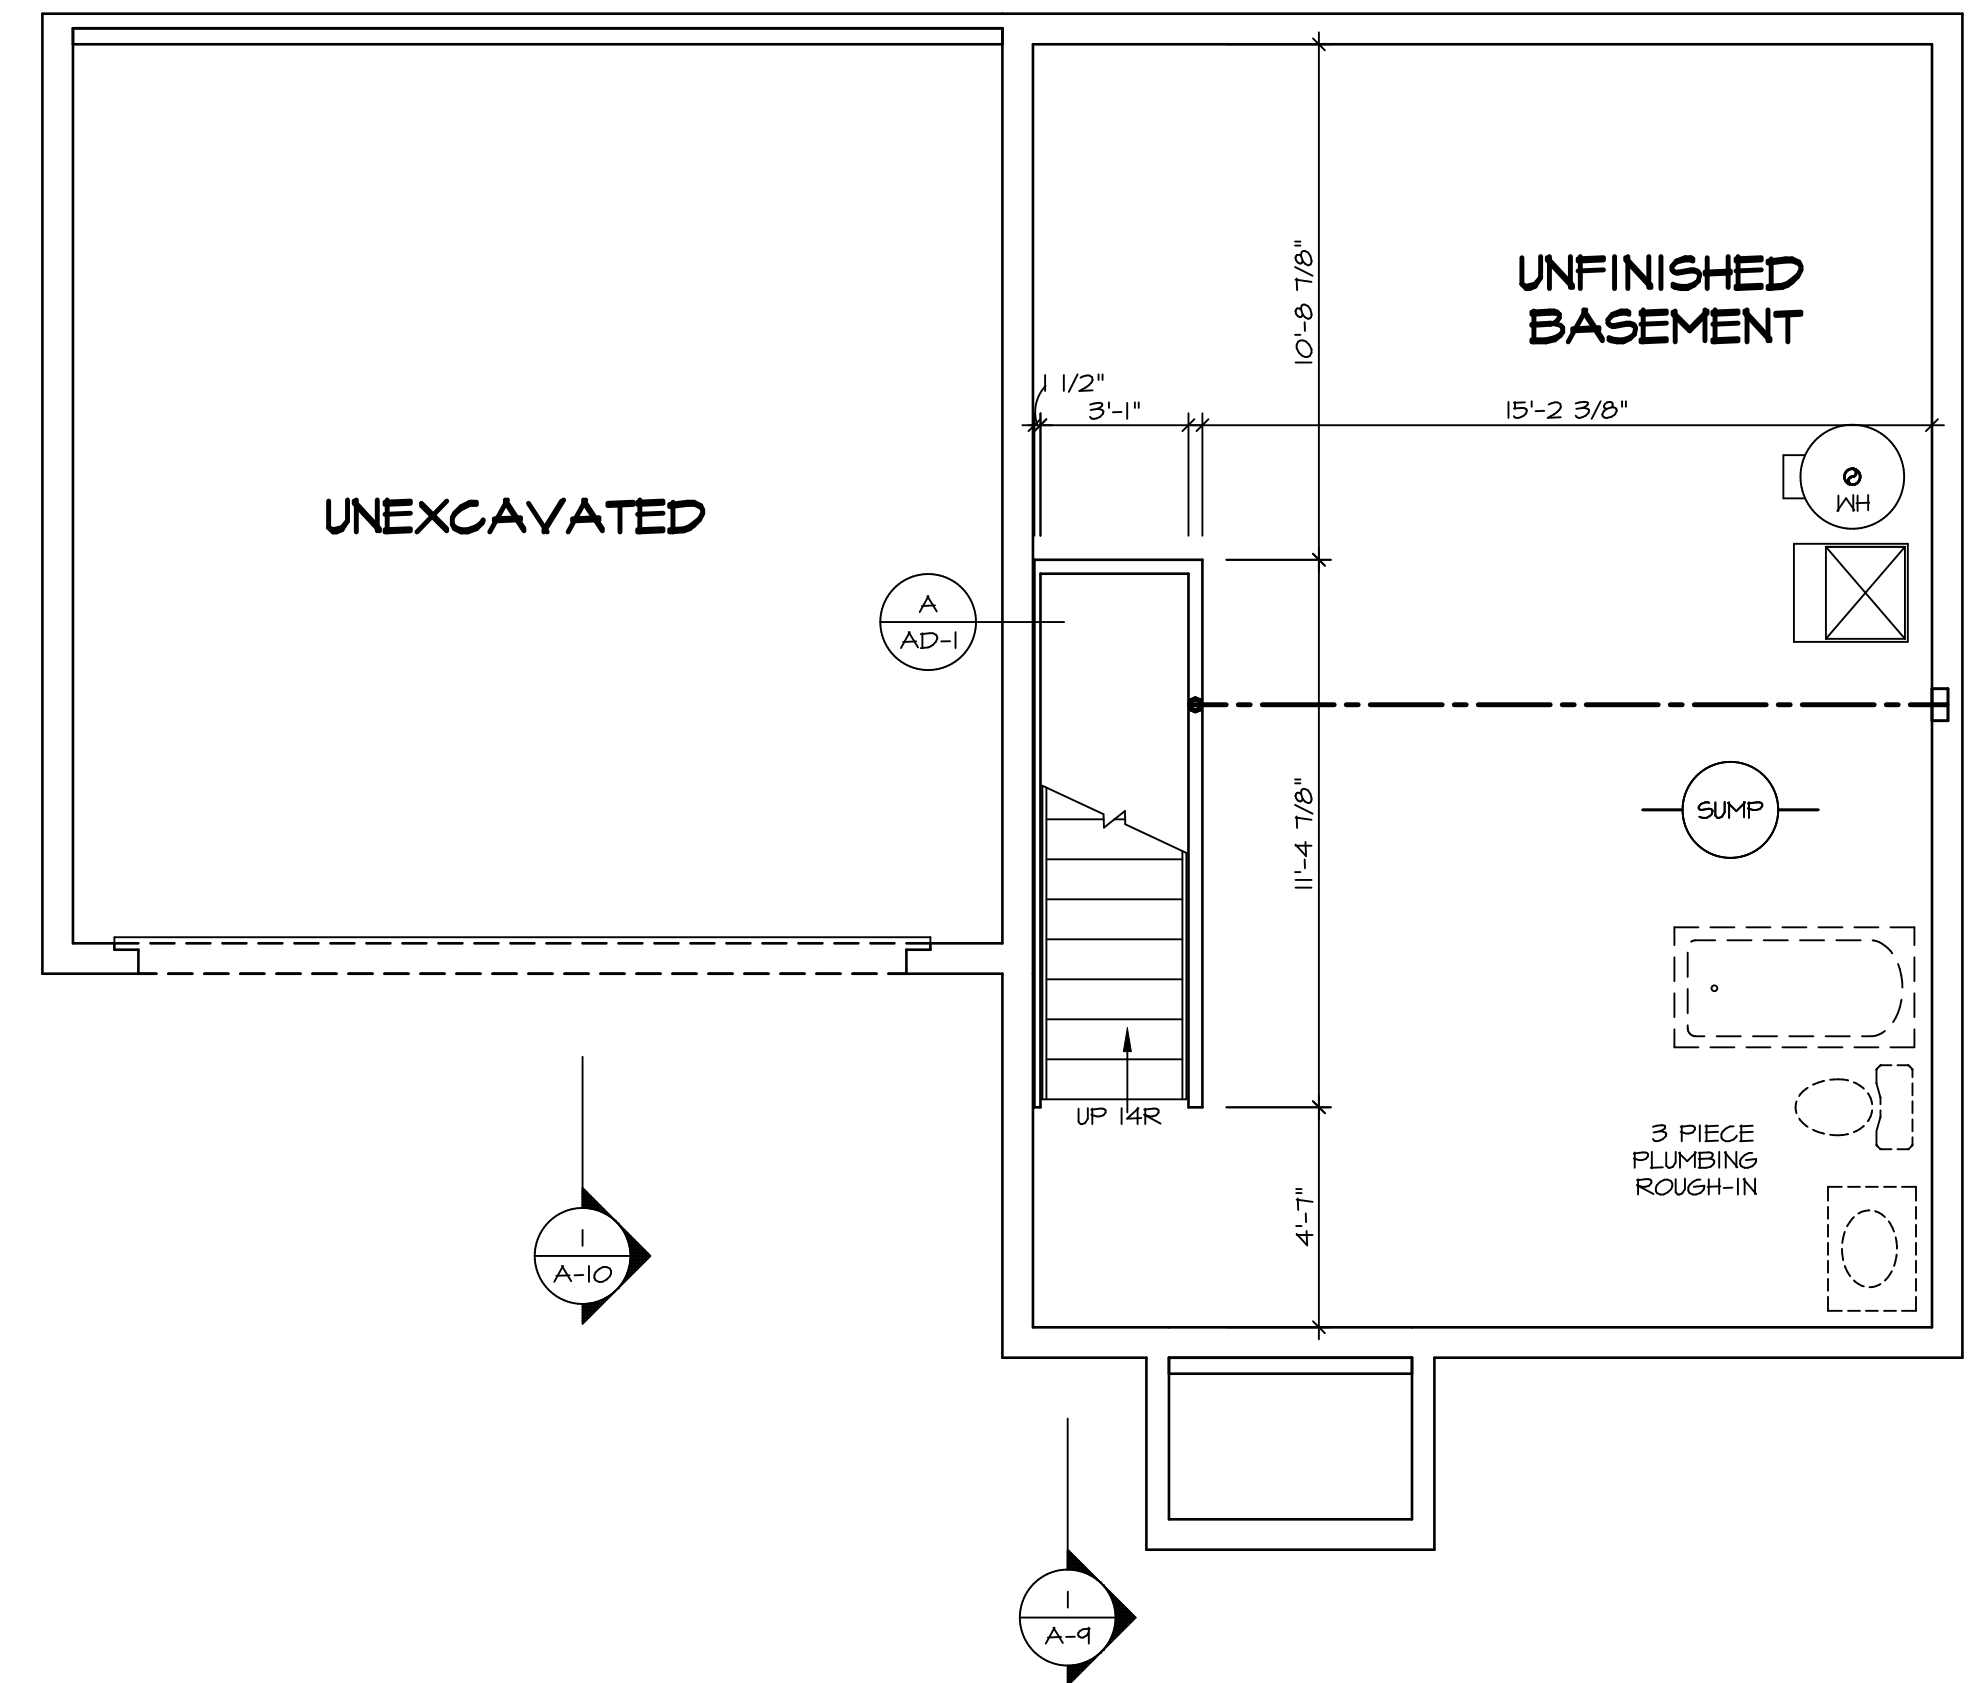 10'-8 7/8"
UNFINISHED
BASEMENT
1 1/2"
3'-1"
15'-2 3/8"
WH
UNEXCAVATED
A
AD-1
11'-4 7/8"
SUMP
UP 14R
3 PIECE
PLUMBING
ROUGH-IN
4'-7"
1
A-10
1
A-9